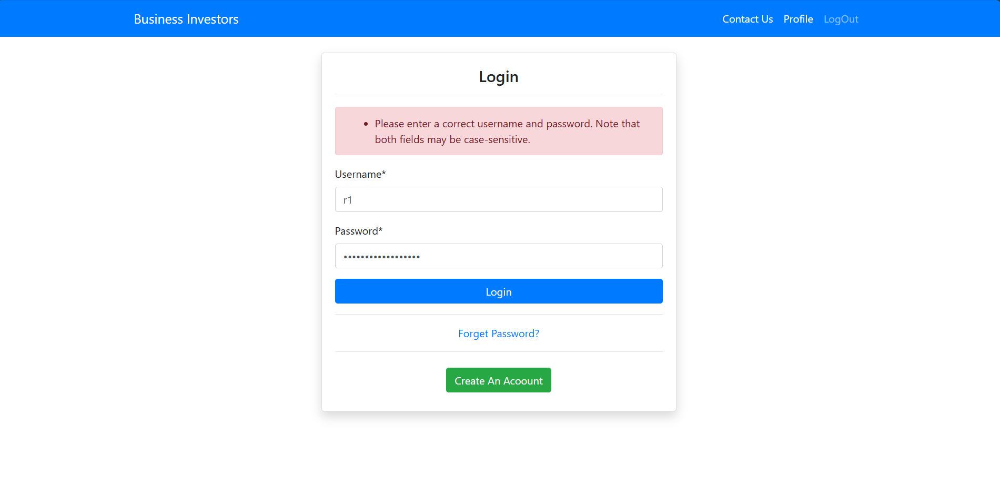 Business Investors
Contact Us Profile LogOut
Login
• Please enter a correct username and password. Note that
both fields may be case-sensitive.
Username*
r1
Password*
••••••••••••••••••
Login
Forget Password?
Create An Acoount